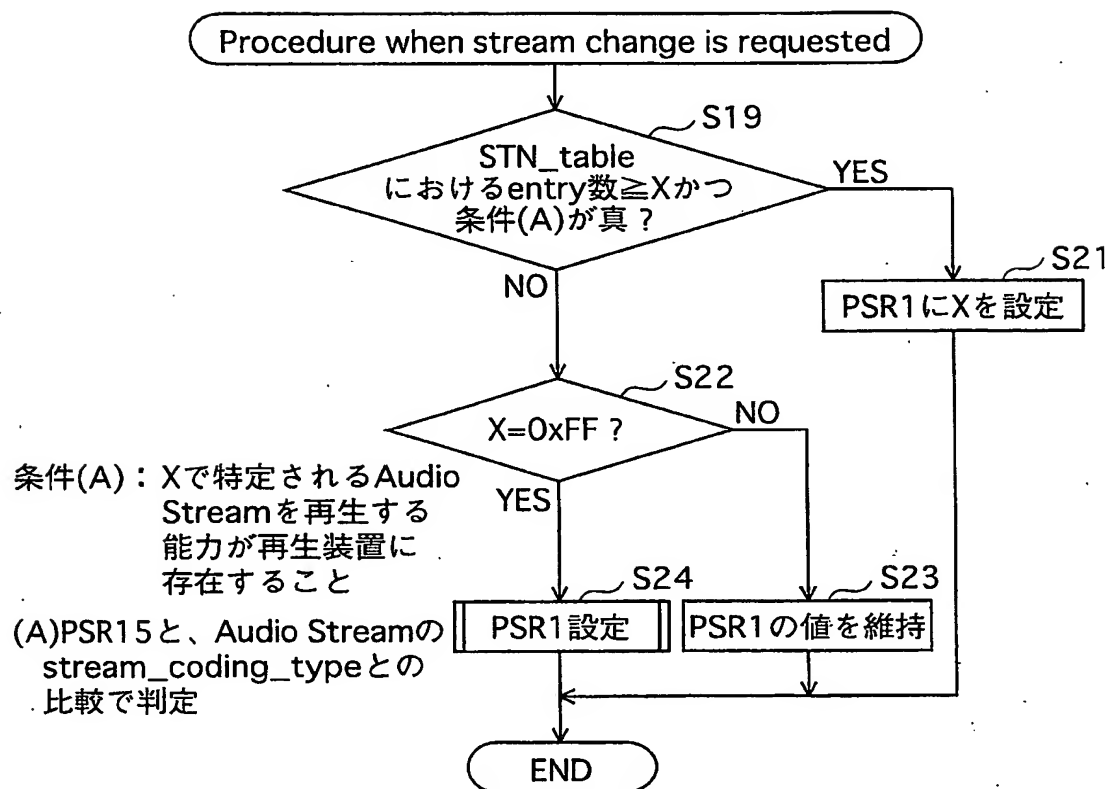 Procedure when stream change is requested
S19
STN_table
におけるentry数≧Xかつ
条件(A)が真?
YES
NO
S21
PSR1にXを設定
S22
X=0xFF?
NO
YES
条件(A):Xで特定されるAudio
Streamを再生する
能力が再生装置に
存在すること
(A)PSR15と、Audio Streamの
stream_coding_typeとの
比較で判定
S24
PSR1設定
S23
PSR1の値を維持
END